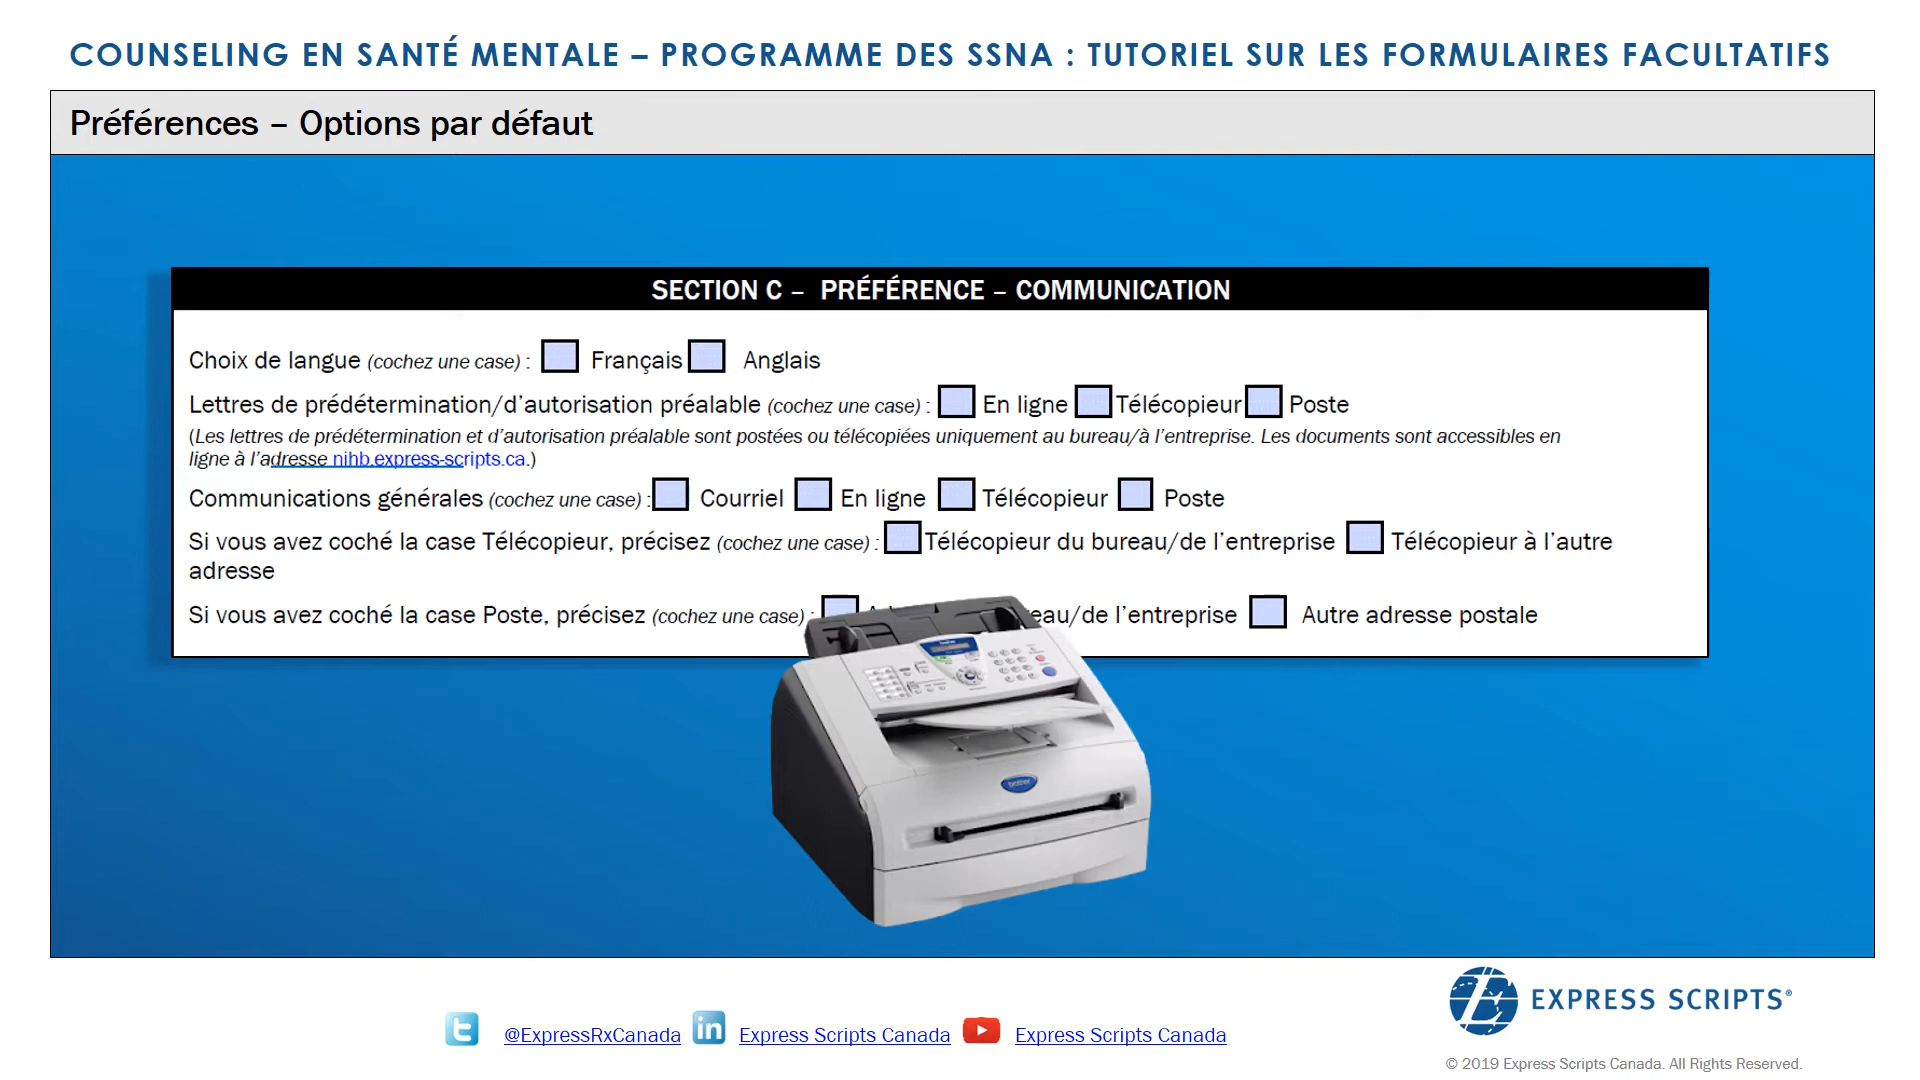 COUNSELING EN SANTÉ MENTALE – PROGRAMME DES SSNA : TUTORIEL SUR LES FORMULAIRES FACULTATIFS
Préférences – Options par défaut
SECTION C – PRÉFÉRENCE – COMMUNICATION
Choix de langue (cochez une case) : Français Anglais
Lettres de prédétermination/d’autorisation préalable (cochez une case) : En ligne Télécopieur Poste
(Les lettres de prédétermination et d’autorisation préalable sont postées ou télécopiées uniquement au bureau/à l’entreprise. Les documents sont accessibles en
ligne à l’adresse nihb.express-scripts.ca.)
Communications générales (cochez une case) : Courriel En ligne Télécopieur Poste
Si vous avez coché la case Télécopieur, précisez (cochez une case) : Télécopieur du bureau/de l’entreprise Télécopieur à l’autre
adresse
Si vous avez coché la case Poste, précisez (cochez une case) : eau/de l’entreprise Autre adresse postale
brother
@ExpressRxCanada Express Scripts Canada Express Scripts Canada
EXPRESS SCRIPTS®
© 2019 Express Scripts Canada. All Rights Reserved.